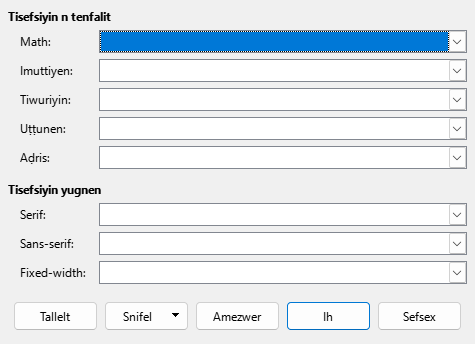 Tisefsiyin n tenfalit
Math:
Imuttiyen:
Tiwuriyin:
Uṭṭunen:
Aḍris:
Tisefsiyin yugnen
Serif:
Sans-serif:
Fixed-width:
Tallelt Snifel Amezwer Ih Sefsex